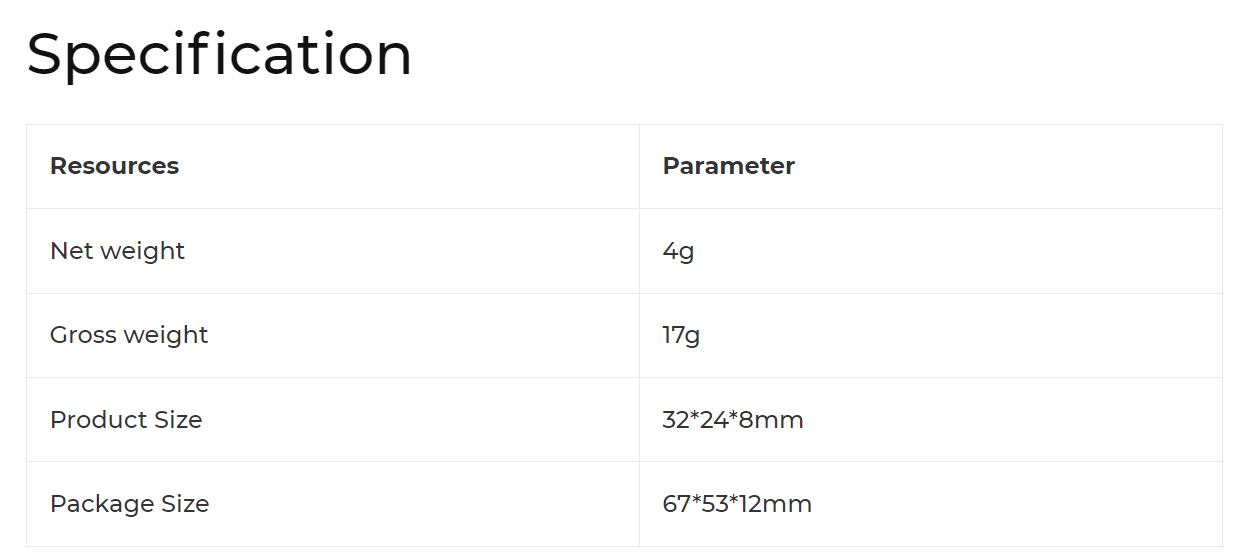 Specification
Resources Parameter
Net weight 4g
Gross weight 17g
Product Size 32*24*8mm
Package Size 67*53*12mm